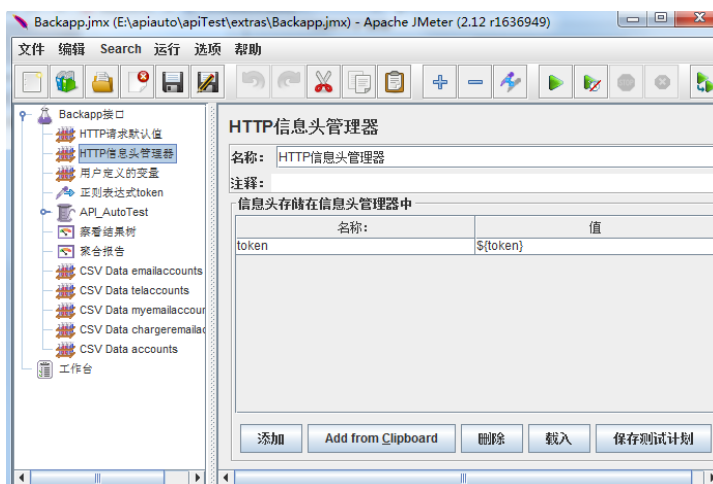 Backapp.jmx (E:\apiauto\apiTest\extras\Backapp.jmx) - Apache JMeter (2.12 r1636949)
文件 编辑 Search 运行 选项 帮助
Backapp接口
HTTP请求默认值
HTTP信息头管理器
用户定义的变量
正则表达式token
API_AutoTest
察看结果树
聚合报告
CSV Data emailaccounts
CSV Data telaccounts
CSV Data myemailaccour
CSV Data chargeremailac
CSV Data accounts
工作台
HTTP信息头管理器
名称: HTTP信息头管理器
注释:
信息头存储在信息头管理器中
名称: 值
token ${token}
添加 Add from Clipboard 删除 载入 保存测试计划